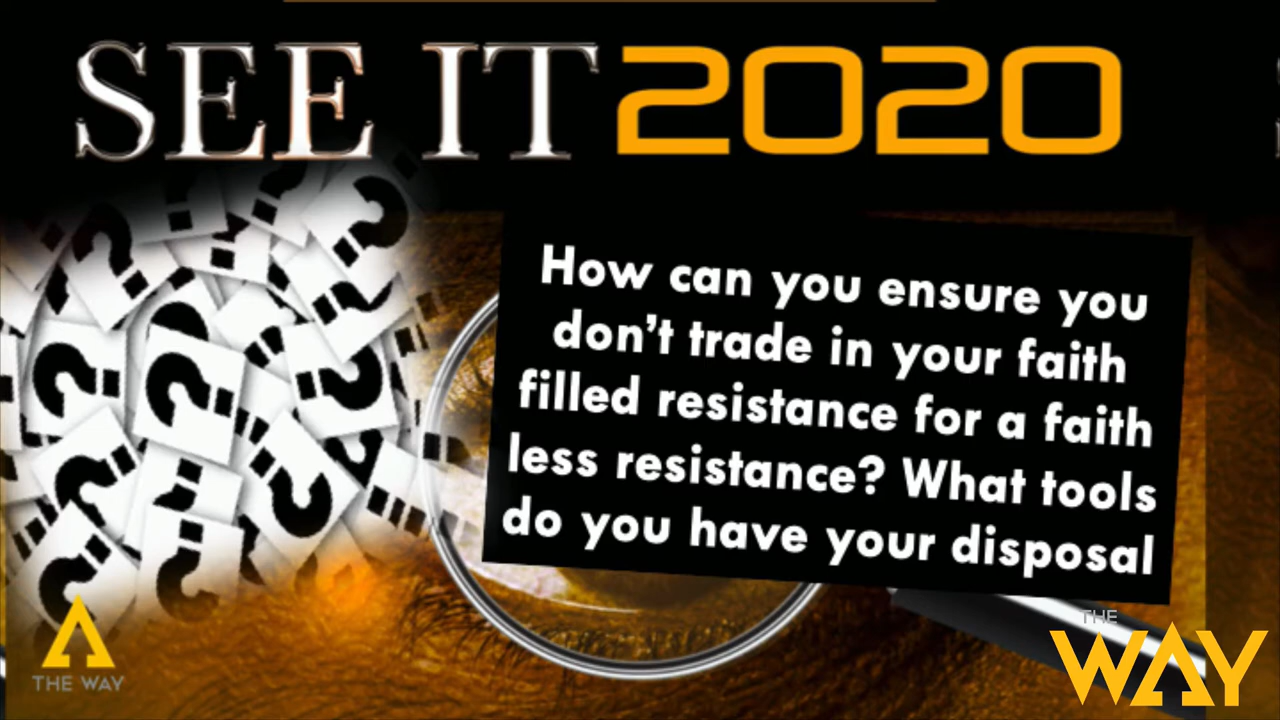 SEE IT 2020
How can you ensure you
don't trade in your faith
filled resistance for a faith
less resistance? What tools
do you have your disposal
THE WAY
THE
WAY